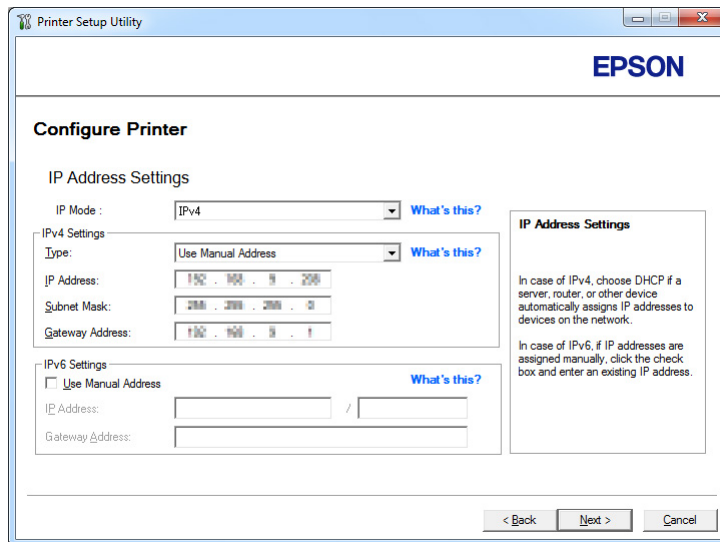 Printer Setup Utility
EPSON
Configure Printer
IP Address Settings
IP Mode : IPv4 What's this?
IPv4 Settings
Type: Use Manual Address What's this?
IP Address:
Subnet Mask:
Gateway Address:
IPv6 Settings
Use Manual Address What's this?
IP Address: /
Gateway Address:
IP Address Settings
In case of IPv4, choose DHCP if a
server, router, or other device
automatically assigns IP addresses to
devices on the network.
In case of IPv6, if IP addresses are
assigned manually, click the check
box and enter an existing IP address.
< Back Next > Cancel